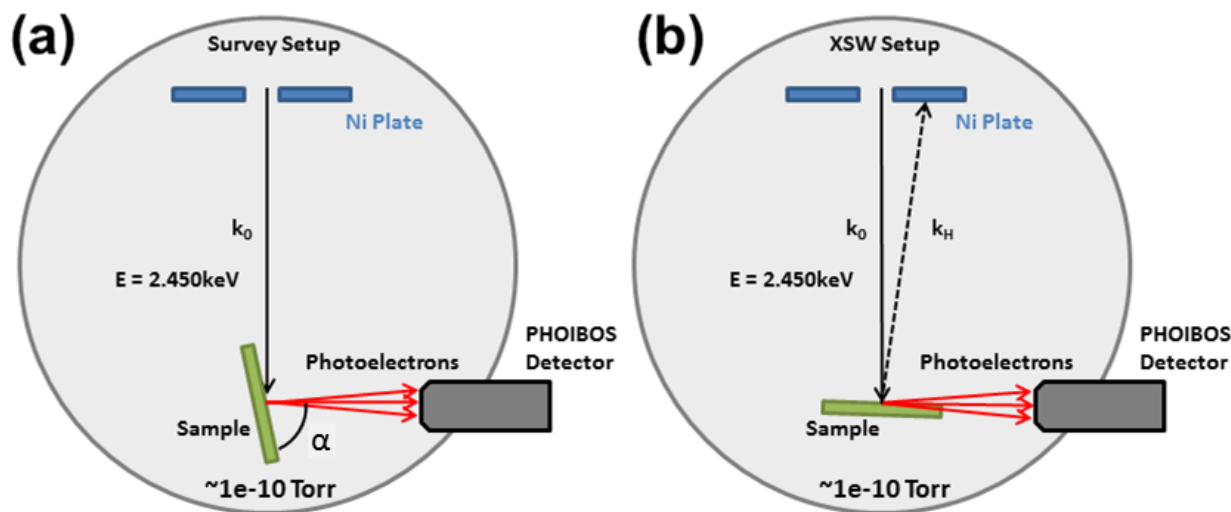 (a)
Survey Setup
Ni Plate
k₀
E = 2.450keV
PHOIBOS
Detector
Photoelectrons
Sample
α
~1e-10 Torr
(b)
XSW Setup
Ni Plate
k₀
k_H
E = 2.450keV
PHOIBOS
Detector
Photoelectrons
Sample
~1e-10 Torr